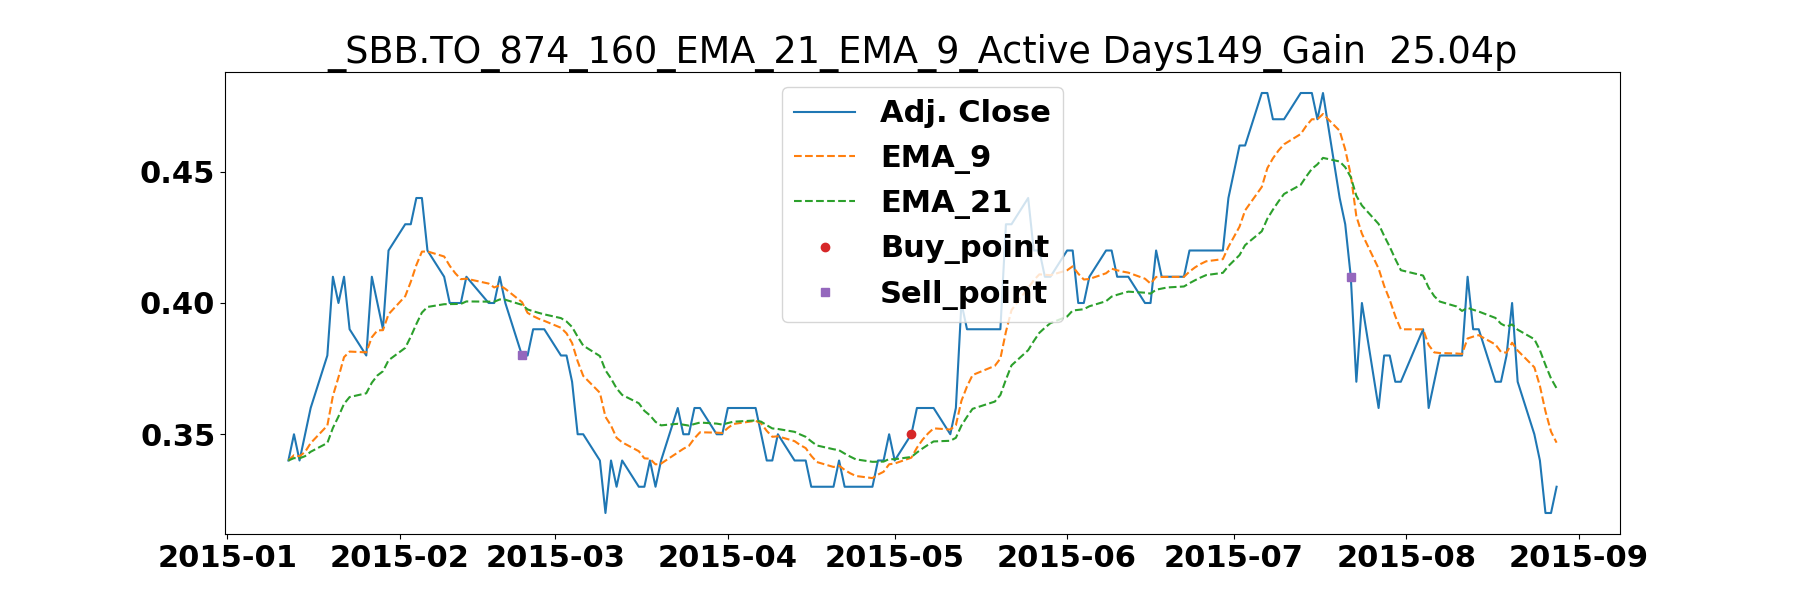 _SBB.TO_874_160_EMA_21_EMA_9_Active Days149_Gain  25.04p
Adj. Close
EMA_9
EMA_21
Buy_point
Sell_point
0.45
0.40
0.35
2015-01 2015-02 2015-03 2015-04 2015-05 2015-06 2015-07 2015-08 2015-09